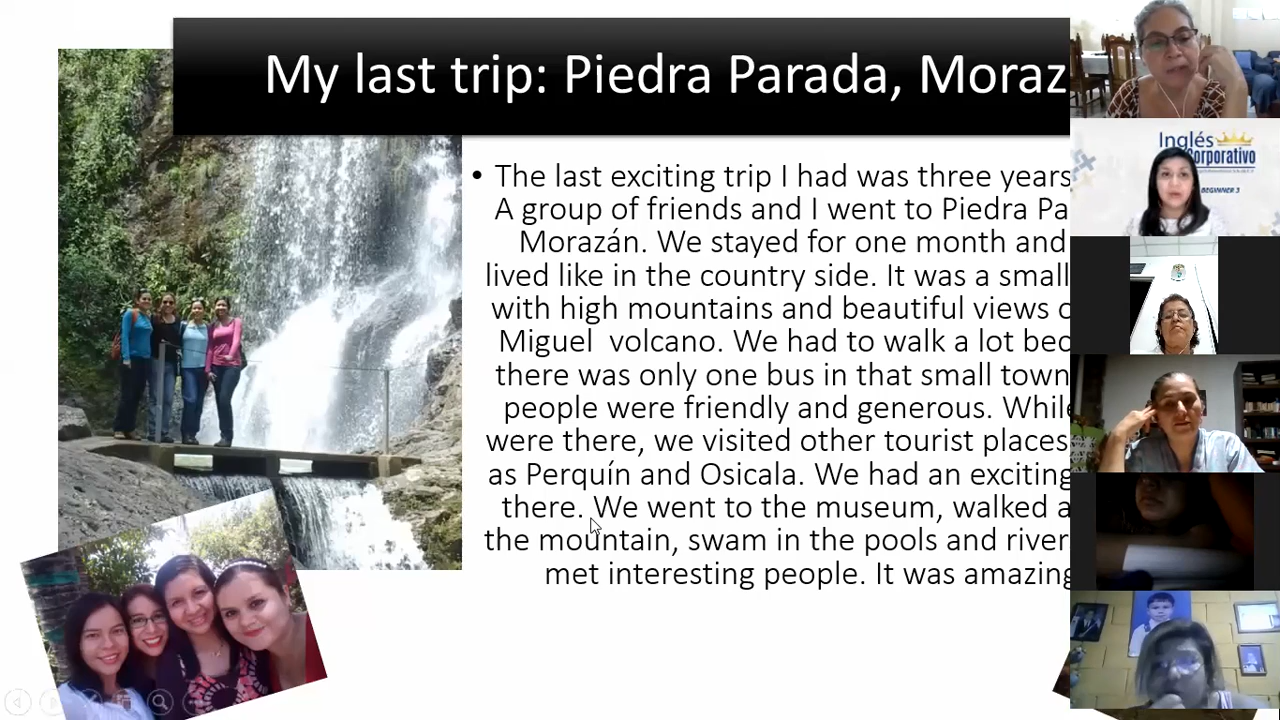 My last trip: Piedra Parada, Moraz
• The last exciting trip I had was three years
A group of friends and I went to Piedra Pa
Morazán. We stayed for one month and
lived like in the country side. It was a small
with high mountains and beautiful views o
Miguel volcano. We had to walk a lot bec
there was only one bus in that small town
people were friendly and generous. While
were there, we visited other tourist places
as Perquín and Osicala. We had an exciting
there. We went to the museum, walked a
the mountain, swam in the pools and river
met interesting people. It was amazing
Inglés
Corporativo
BEGINNER 3